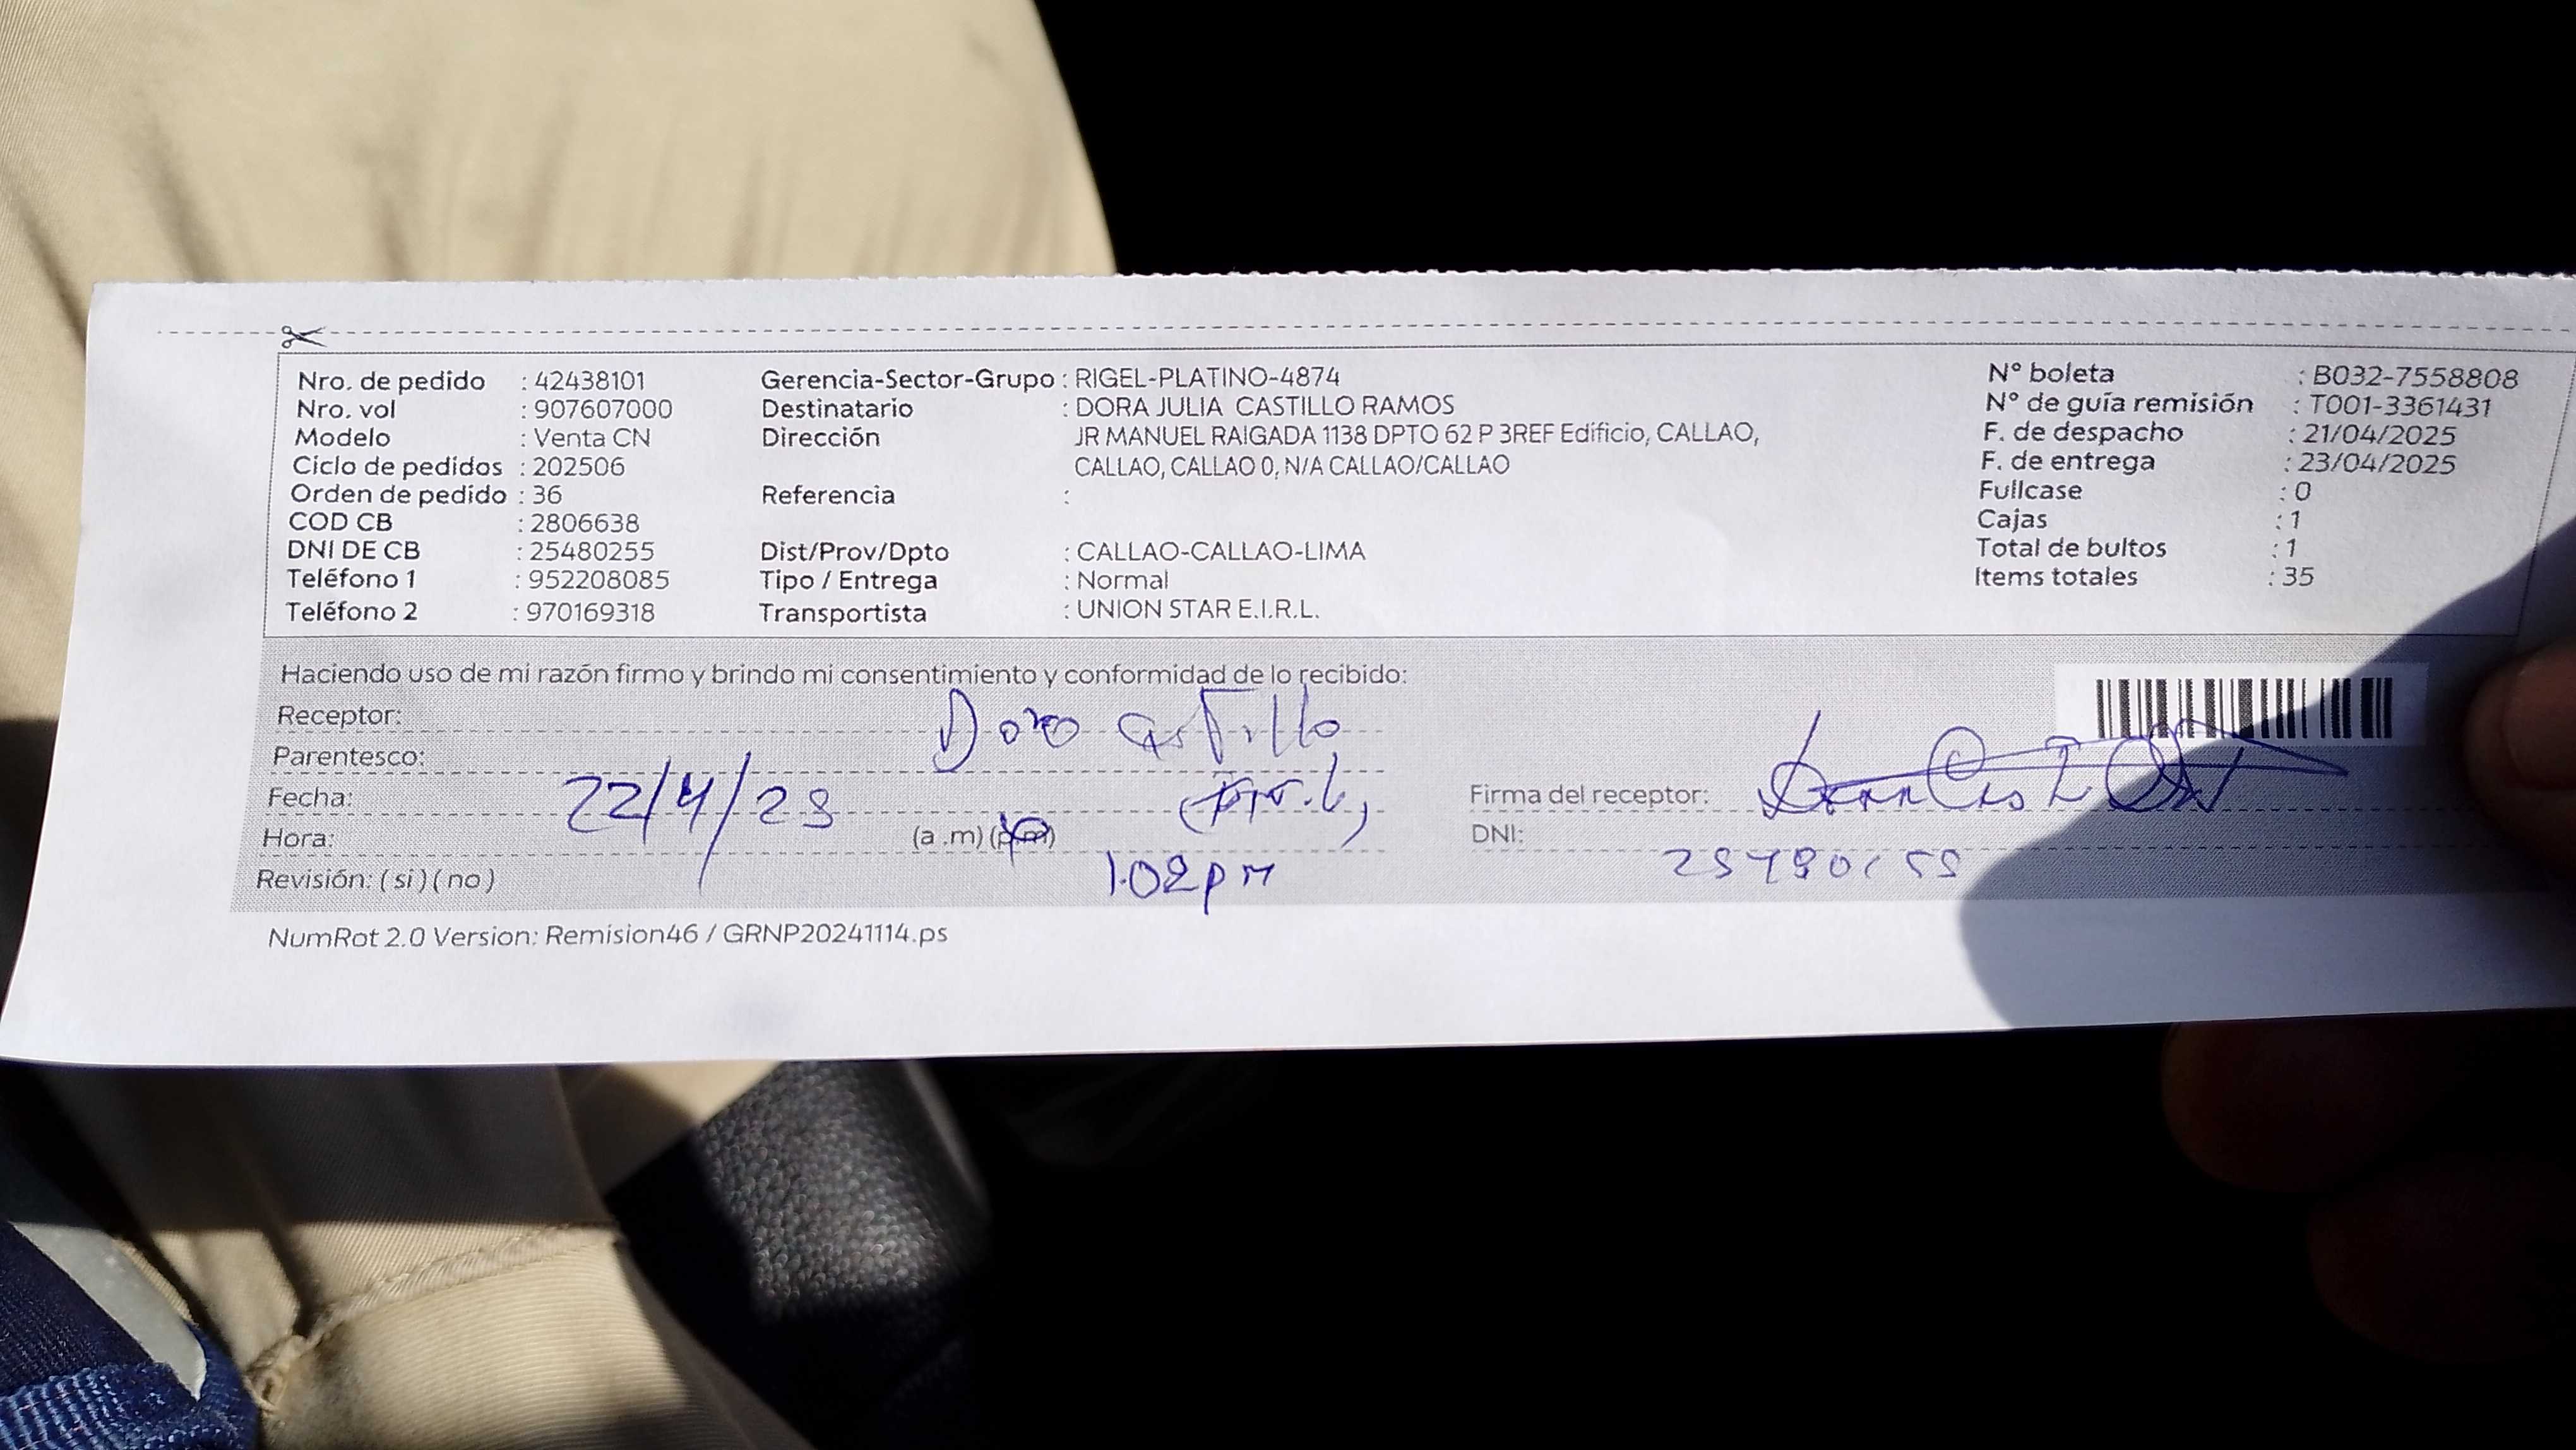 Nro. de pedido : 42438101
Nro. vol : 907607000
Modelo : Venta CN
Ciclo de pedidos : 202506
Orden de pedido : 36
COD CB : 2806638
DNI DE CB : 25480255
Teléfono 1 : 952208085
Teléfono 2 : 970169318
Gerencia-Sector-Grupo : RIGEL-PLATINO-4874
Destinatario : DORA JULIA CASTILLO RAMOS
Dirección JR MANUEL RAIGADA 1138 DPTO 62 P 3REF Edificio, CALLAO,
CALLAO, CALLAO 0, N/A CALLAO/CALLAO
Referencia :
Dist/Prov/Dpto : CALLAO-CALLAO-LIMA
Tipo / Entrega : Normal
Transportista : UNION STAR E.I.R.L.
N° boleta : B032-7558808
N° de guía remisión : T001-3361431
F. de despacho : 21/04/2025
F. de entrega : 23/04/2025
Fullcase : 0
Cajas : 1
Total de bultos : 1
Items totales : 35
Haciendo uso de mi razón firmo y brindo mi consentimiento y conformidad de lo recibido:
Receptor: Dora Castillo
Parentesco:
Fecha: 22/4/25
Hora: (a .m) (p.m) 1:02 pm
Revisión: ( si ) ( no )
Firma del receptor:
DNI:
NumRot 2.0 Version: Remision46 / GRNP20241114.ps